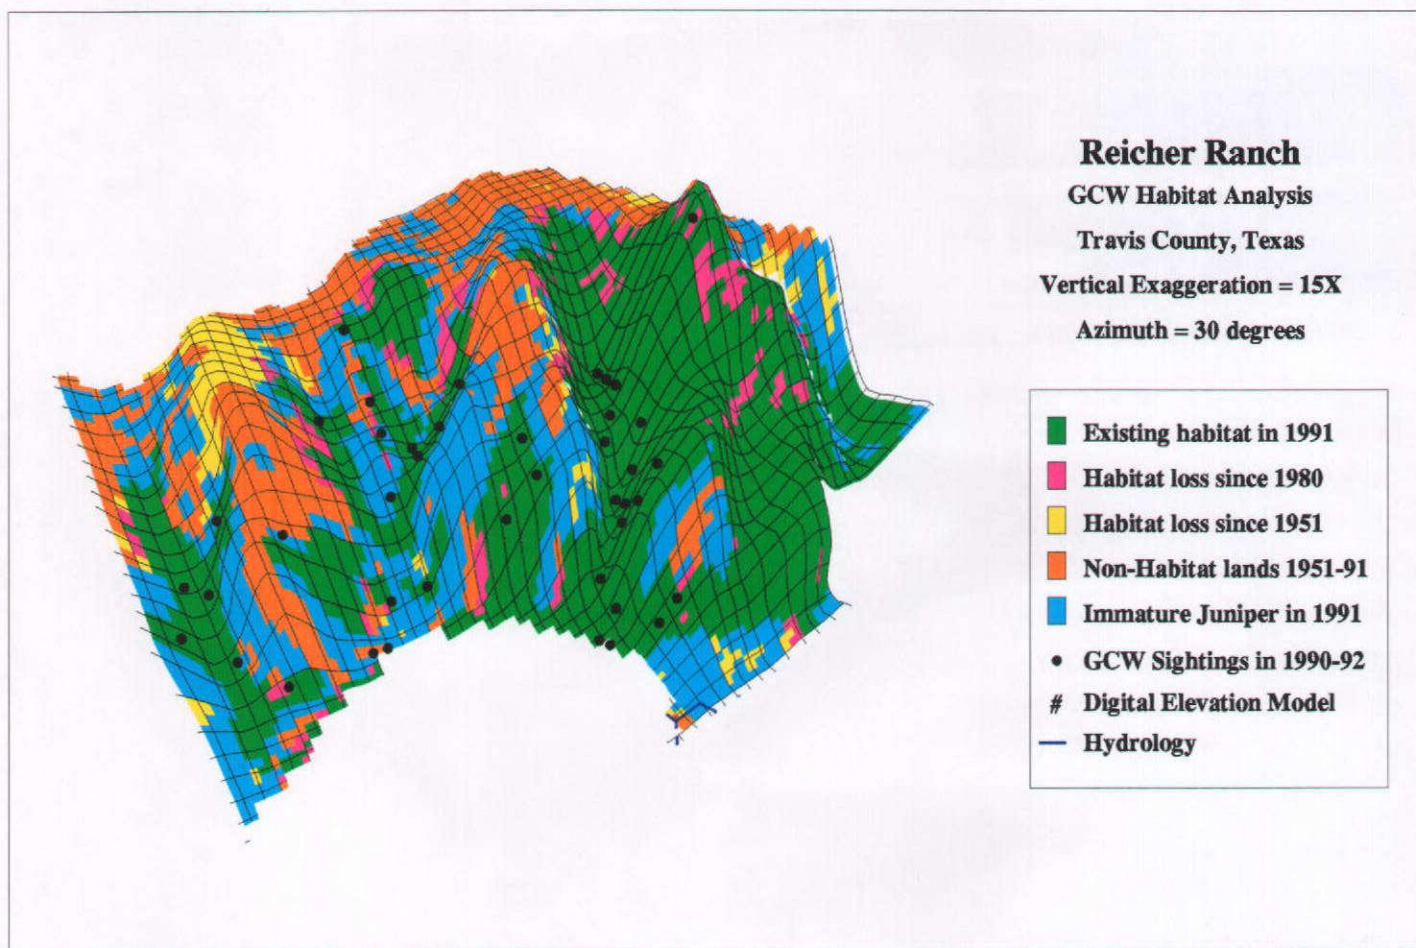 Reicher Ranch
GCW Habitat Analysis
Travis County, Texas
Vertical Exaggeration = 15X
Azimuth = 30 degrees
Existing habitat in 1991
Habitat loss since 1980
Habitat loss since 1951
Non-Habitat lands 1951-91
Immature Juniper in 1991
GCW Sightings in 1990-92
# Digital Elevation Model
Hydrology